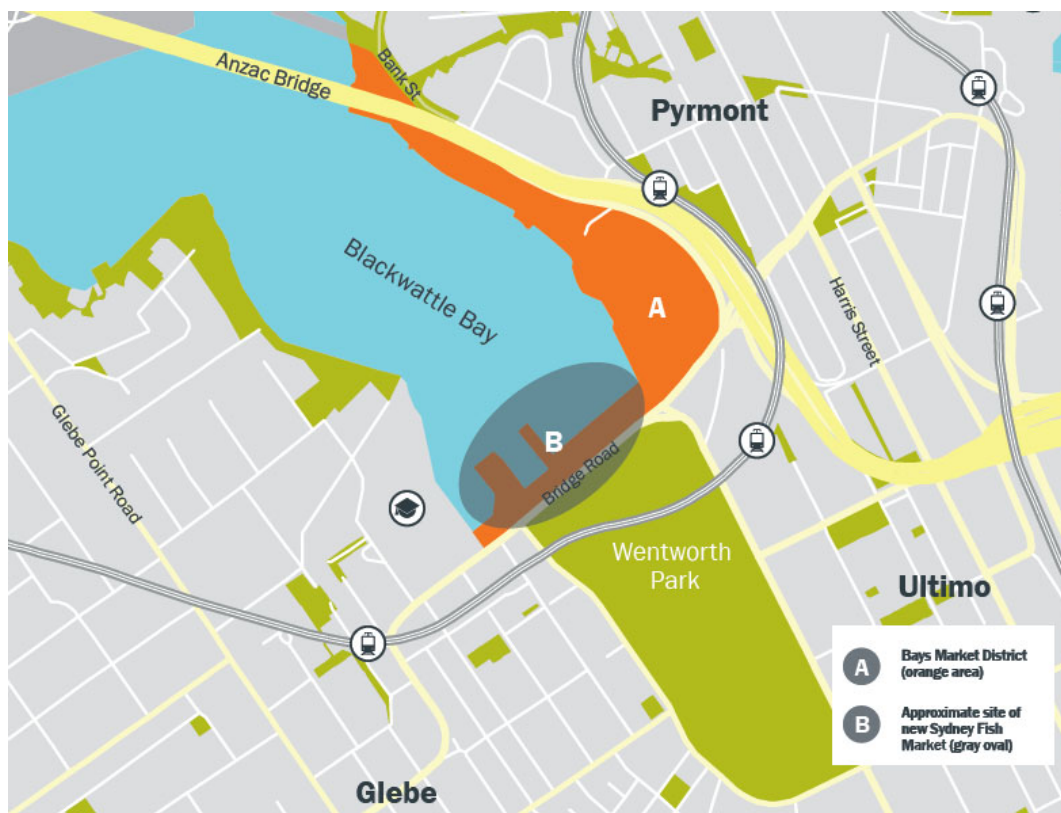 Anzac Bridge
Bank St
Pyrmont
Blackwattle Bay
A
Harris Street
Glebe Point Road
B
Bridge Road
Wentworth
Park
Ultimo
Glebe
A
Bays Market District
(orange area)
B
Approximate site of
new Sydney Fish
Market (gray oval)